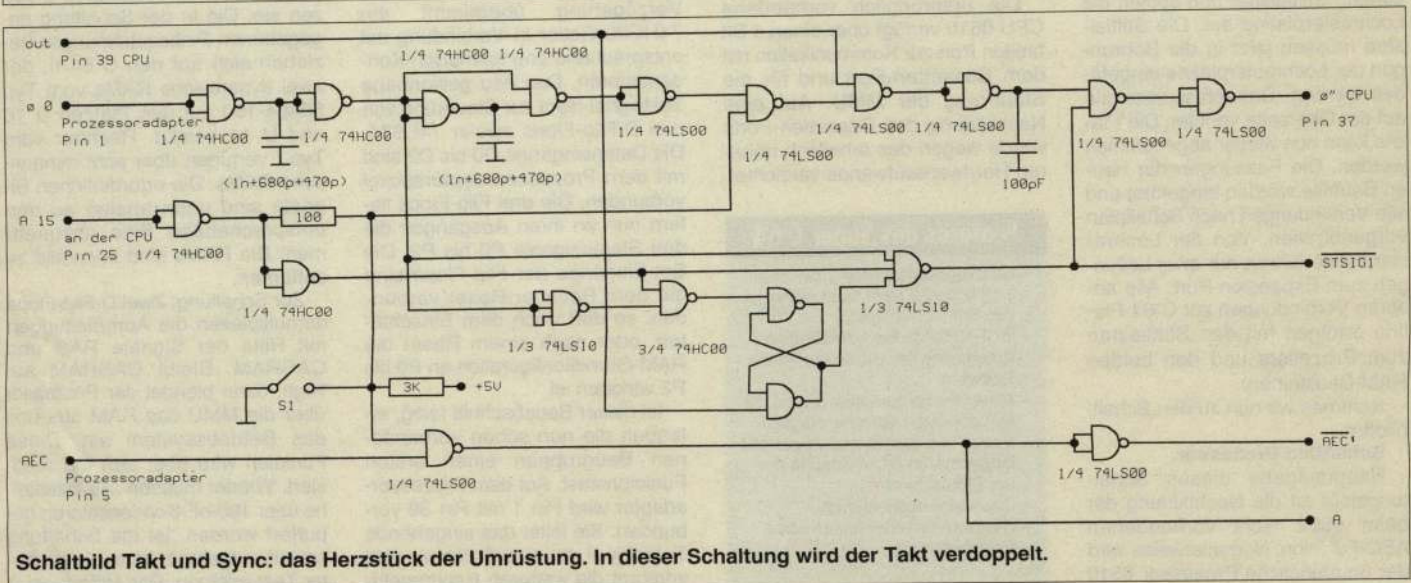 out
Pin 39 CPU
1/4 74HC00 1/4 74HC00
ø 0
Prozessoradapter
Pin 1
1/4 74HC00
1/4 74HC00
(1n+680p+470p)
(1n+680p+470p)
1/4 74LS00
1/4 74LS00
1/4 74LS00 1/4 74LS00
100pF
1/4 74LS00
ø" CPU
Pin 37
A 15
an der CPU
Pin 25 1/4 74HC00
100
1/4 74HC00
1/3 74LS10
3/4 74HC00
1/3 74LS10
STSIG1
S1
3K
+5V
AEC
Prozessoradapter
Pin 5
1/4 74LS00
1/4 74LS00
AEC'
A
Schaltbild Takt und Sync: das Herzstück der Umrüstung. In dieser Schaltung wird der Takt verdoppelt.